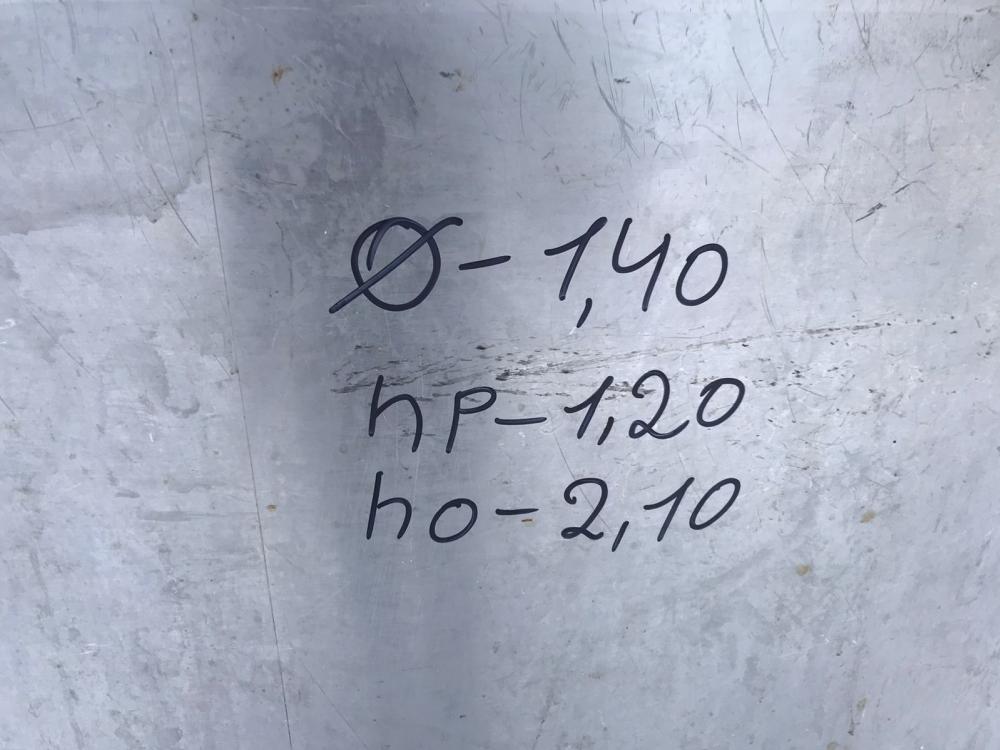 Ø - 1,40
hp - 1,20
ho - 2,10